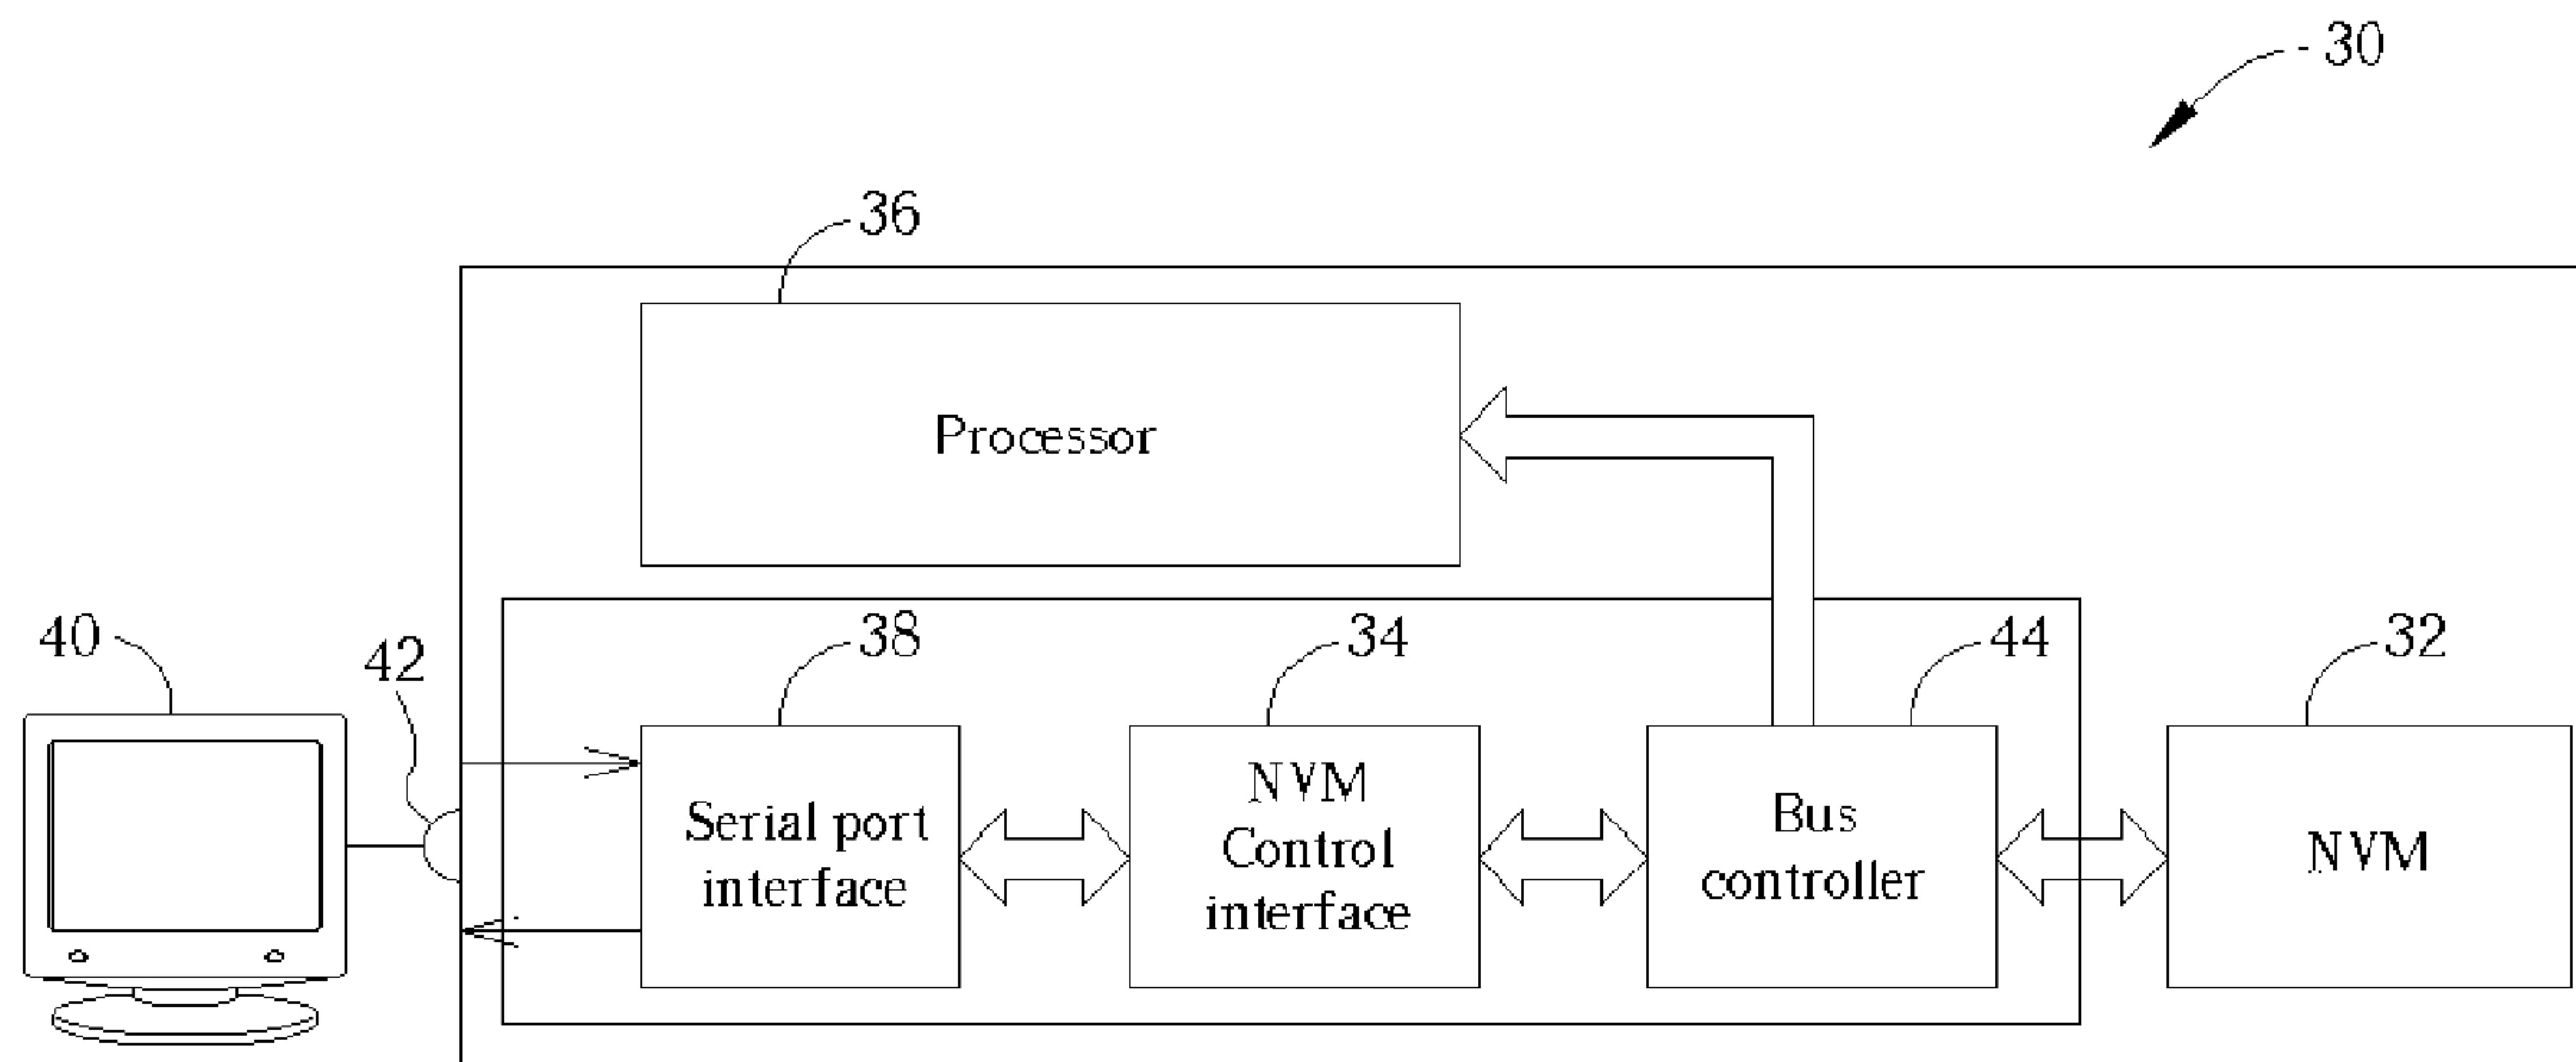 30
36
Processor
40
42
38
34
44
32
Serial port
interface
NVM
Control
interface
Bus
controller
NVM